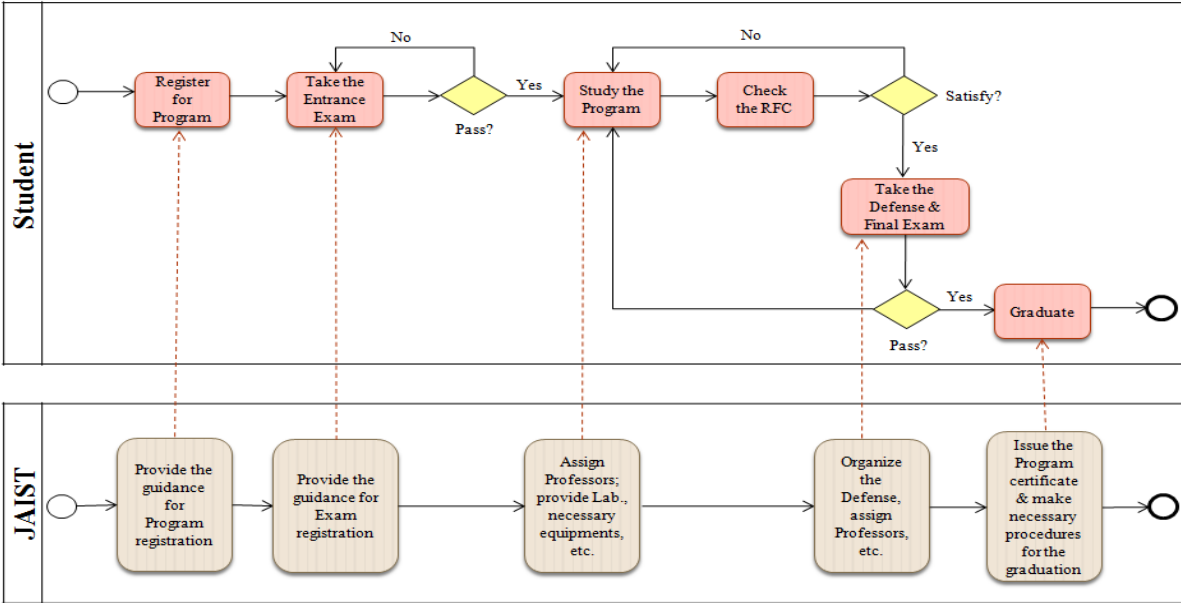 Student
No
No
Register
for
Program
Take the
Entrance
Exam
Yes
Pass?
Study the
Program
Check
the RFC
Satisfy?
Yes
Take the
Defense &
Final Exam
Yes
Pass?
Graduate
JAIST
Provide the
guidance
for
Program
registration
Provide the
guidance for
Exam
registration
Assign
Professors;
provide Lab.,
necessary
equipments,
etc.
Organize
the
Defense,
assign
Professors,
etc.
Issue the
Program
certificate
& make
necessary
procedures
for the
graduation